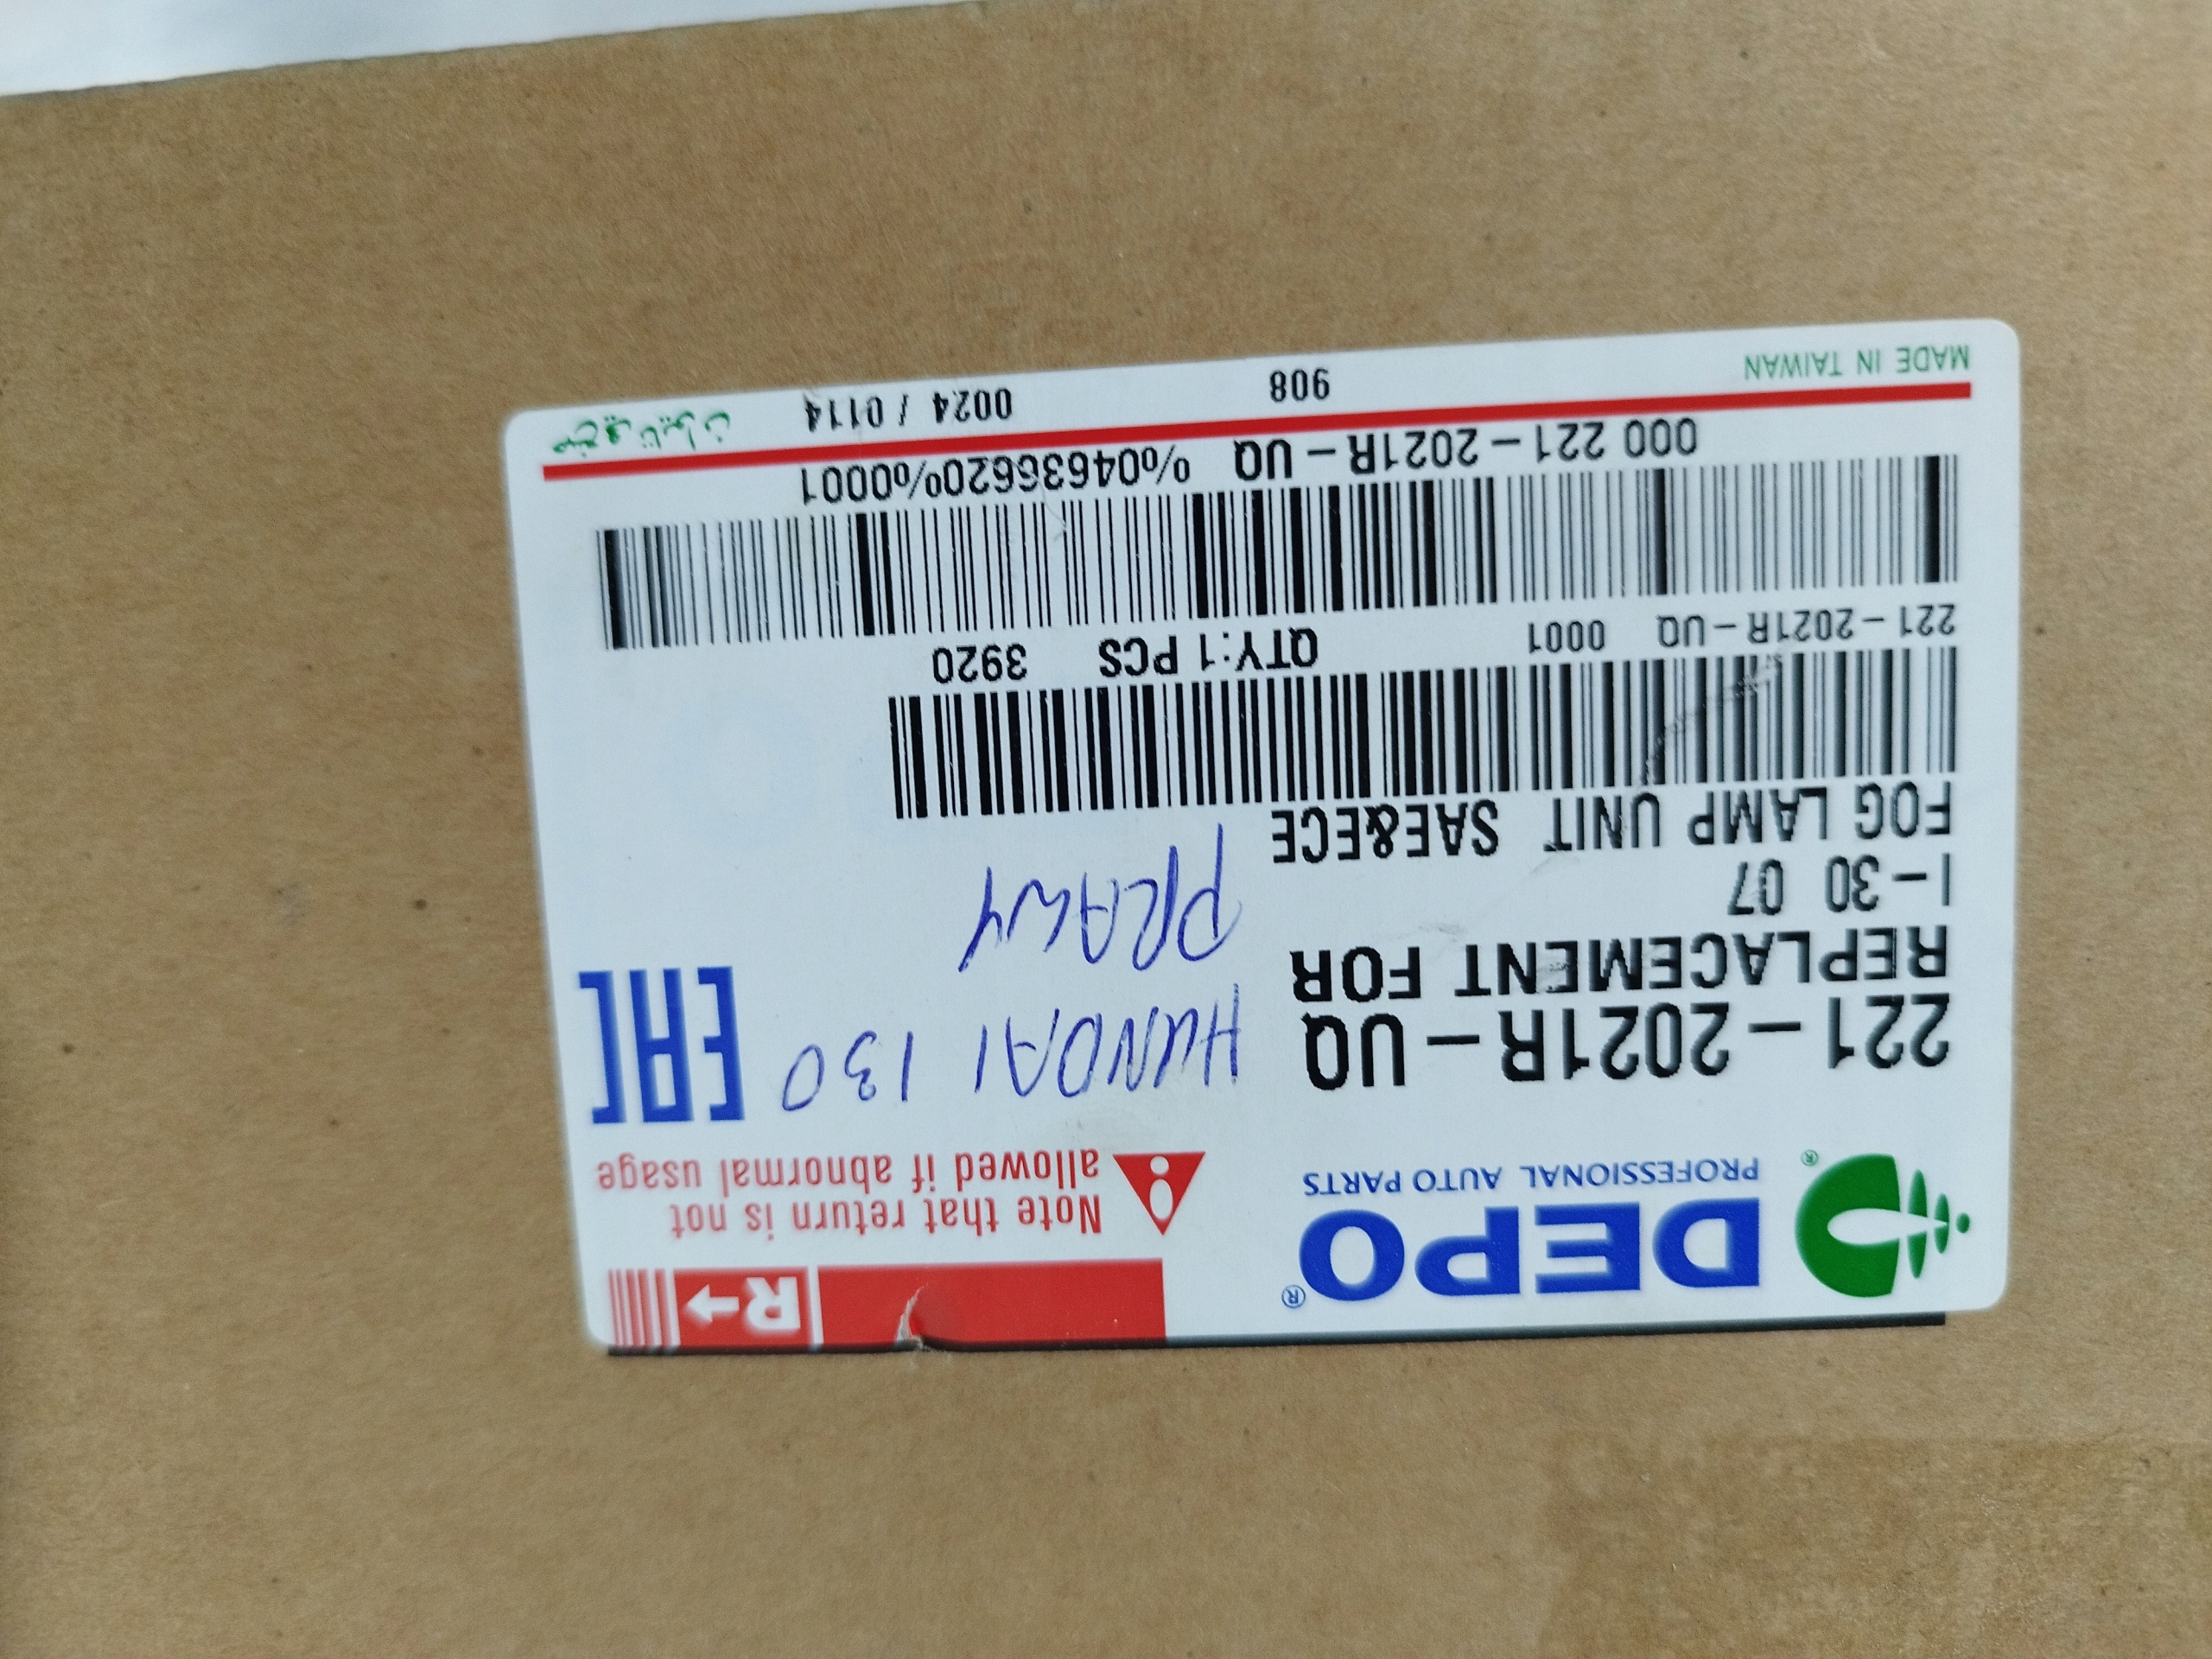 DEPO®
PROFESSIONAL AUTO PARTS
®
R→
Note that return is not
allowed if abnormal usage
221-2021R-UQ
REPLACEMENT FOR
I-30 07
FOG LAMP UNIT SAE&ECE
HUNDAI I30
PRAWY
EAC
221-2021R-UQ 0001 QTY:1 PCS 3920
000 221-2021R-UQ %04636620%0001
MADE IN TAIWAN 908 0024 / 0114